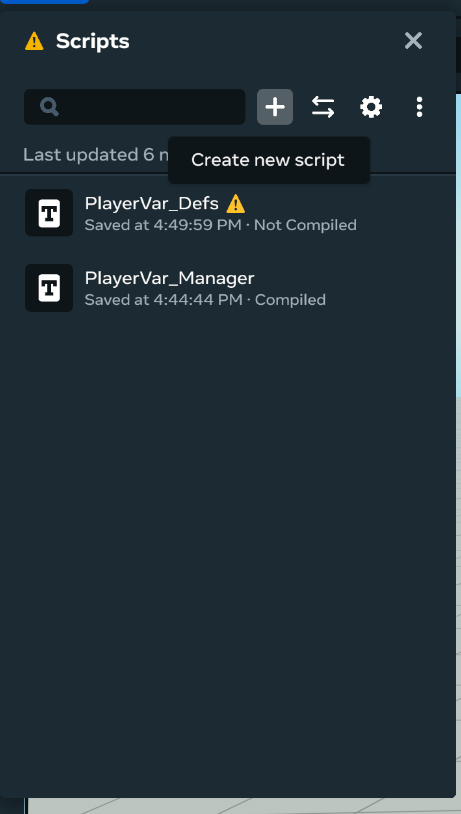 Scripts
Last updated 6
Create new script
PlayerVar_Defs
Saved at 4:49:59 PM · Not Compiled
PlayerVar_Manager
Saved at 4:44:44 PM · Compiled